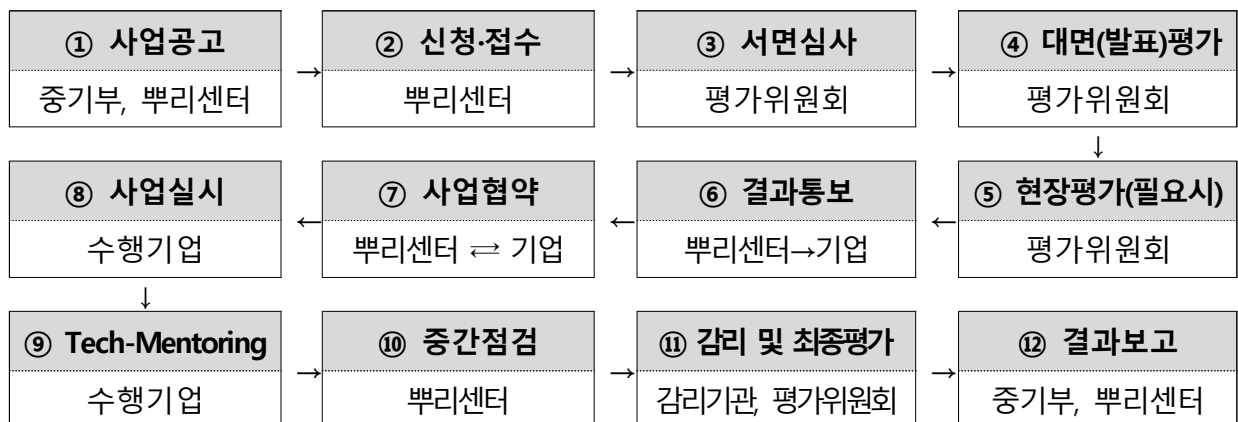 ① 사업공고
중기부, 뿌리센터
→
② 신청·접수
뿌리센터
→
③ 서면심사
평가위원회
→
④ 대면(발표)평가
평가위원회
↓
⑤ 현장평가(필요시)
평가위원회
←
⑥ 결과통보
뿌리센터→기업
←
⑦ 사업협약
뿌리센터 ⇄ 기업
←
⑧ 사업실시
수행기업
↓
⑨ Tech-Mentoring
수행기업
→
⑩ 중간점검
뿌리센터
→
⑪ 감리 및 최종평가
감리기관, 평가위원회
→
⑫ 결과보고
중기부, 뿌리센터